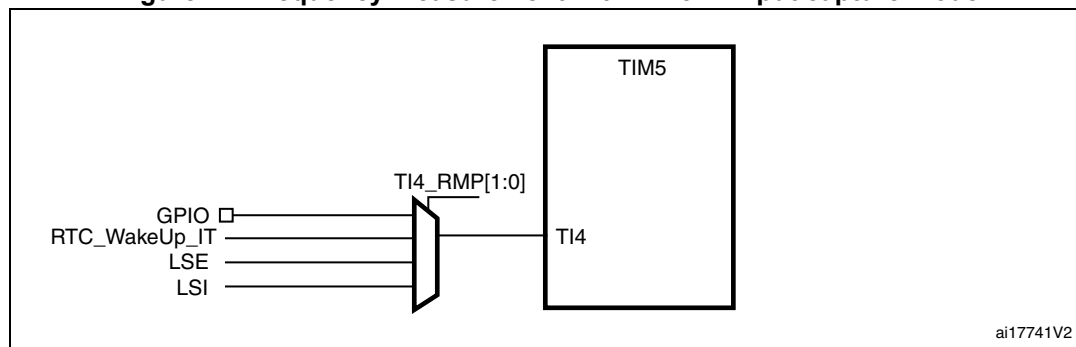 TIM5
TI4_RMP[1:0]
GPIO
RTC_WakeUp_IT
TI4
LSE
LSI
ai17741V2